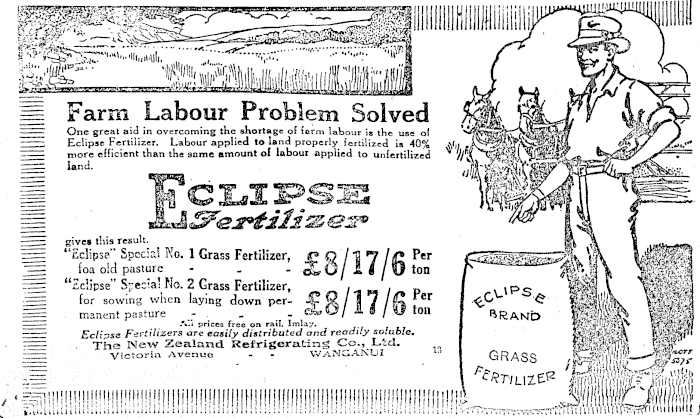 Farm Labour Problem Solved
One great aid in overcoming the shortage of farm labour is the use of
Eclipse Fertilizer. Labour applied to land properly fertilized is 40%
more efficient than the same amount of labour applied to unfertilized
land.
ECLIPSE
Fertilizer
gives this result.
"Eclipse" Special No. 1 Grass Fertilizer,
foa old pasture - - - £8/17/6 Per ton
"Eclipse" Special No. 2 Grass Fertilizer,
for sowing when laying down per-
manent pasture - - - £8/17/6 Per ton
All prices free on rail, Imlay.
Eclipse Fertilizers are easily distributed and readily soluble.
The New Zealand Refrigerating Co., Ltd.
Victoria Avenue - - WANGANUI
13
ECLIPSE
BRAND
GRASS
FERTILIZER